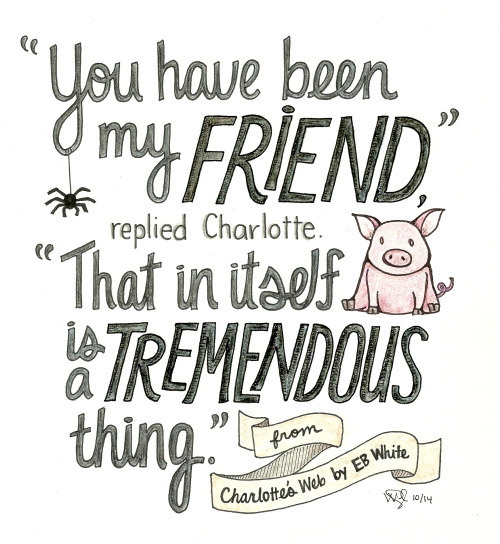 “You have been
my FRIEND,”
replied Charlotte.
“That in itself
is
a TREMENDOUS
thing.”
from
Charlotte's Web by EB White
10/14